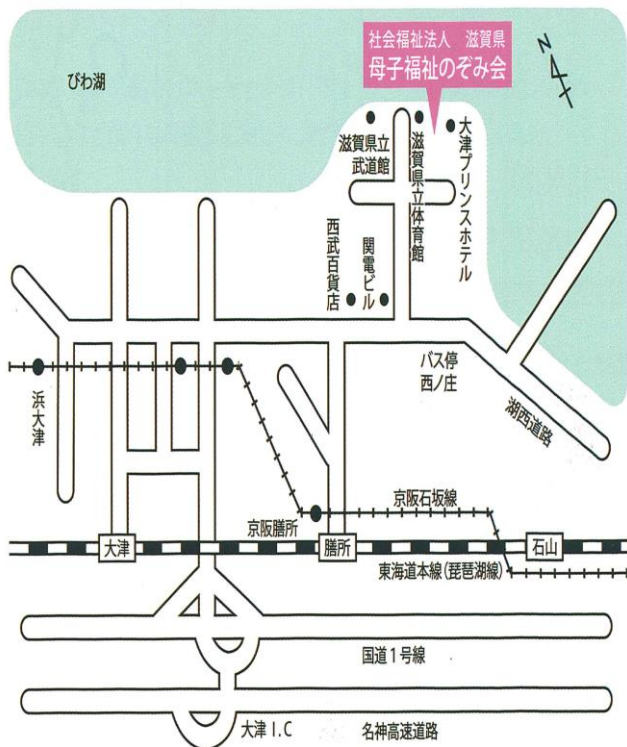 社会福祉法人 滋賀県
母子福祉のぞみ会
N
びわ湖
滋賀県立
武道館
滋賀県立体育館
大津プリンスホテル
西武百貨店
関電ビル
バス停
西ノ庄
湖西道路
浜大津
京阪石坂線
京阪膳所
大津
膳所
石山
東海道本線(琵琶湖線)
国道1号線
大津 I.C
名神高速道路